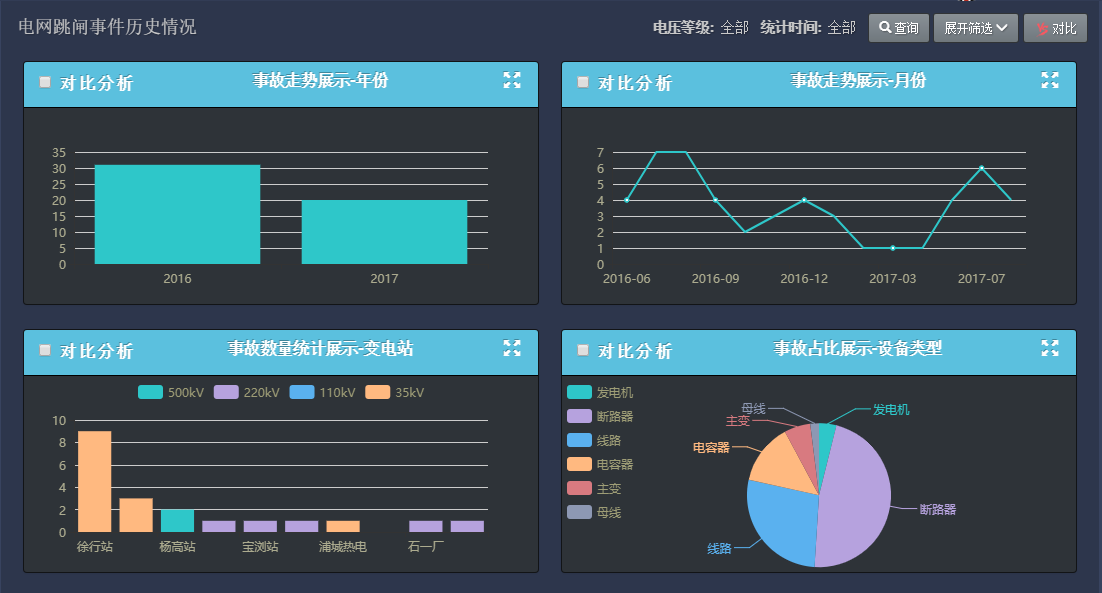 电网跳闸事件历史情况 电压等级: 全部 统计时间: 全部 查询 展开筛选 对比
对比分析 事故走势展示-年份
35
30
25
20
15
10
5
0
2016 2017
对比分析 事故走势展示-月份
7
6
5
4
3
2
1
0
2016-06 2016-09 2016-12 2017-03 2017-07
对比分析 事故数量统计展示-变电站
500kV 220kV 110kV 35kV
10
8
6
4
2
0
徐行站 杨高站 宝浏站 浦城热电 石一厂
对比分析 事故占比展示-设备类型
发电机
断路器
线路
电容器
主变
母线
母线
发电机
主变
电容器
断路器
线路